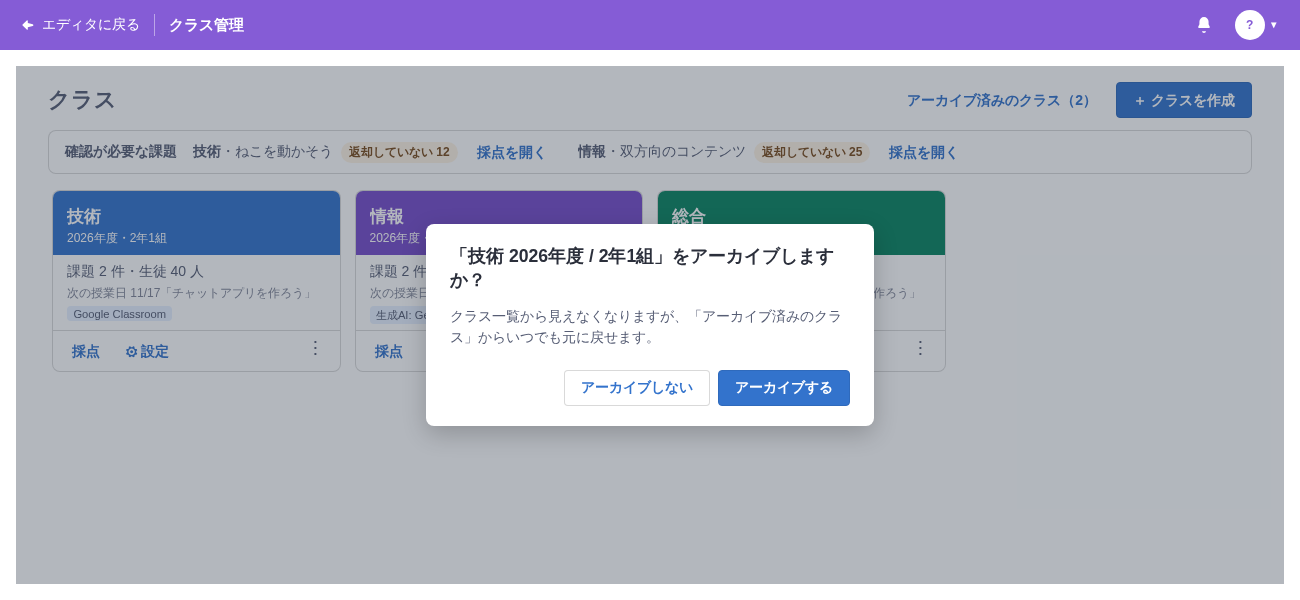 エディタに戻る クラス管理 ?
クラス アーカイブ済みのクラス（2） ＋ クラスを作成
確認が必要な課題 技術・ねこを動かそう 返却していない 12 採点を開く 情報・双方向のコンテンツ 返却していない 25 採点を開く
技術
2026年度・2年1組
課題 2 件・生徒 40 人
次の授業日 11/17「チャットアプリを作ろう」
Google Classroom
採点 設定
情報
2026年度
課題 2 件
次の授業日
生成AI: Ge
採点
総合
作ろう」
「技術 2026年度 / 2年1組」をアーカイブします
か？
クラス一覧から見えなくなりますが、「アーカイブ済みのクラ
ス」からいつでも元に戻せます。
アーカイブしない アーカイブする